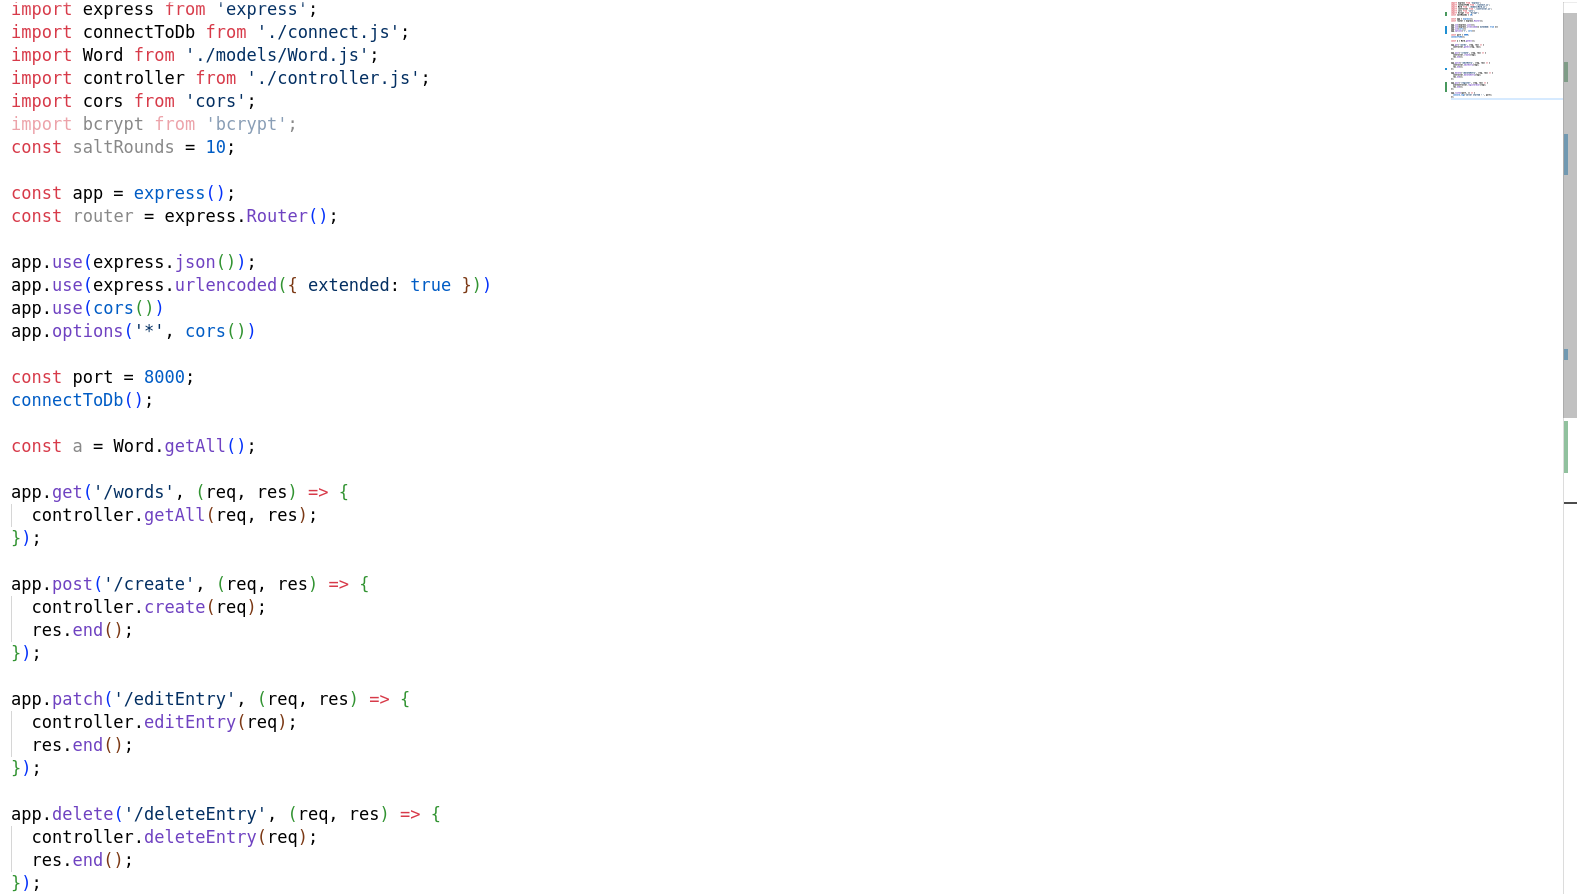 import express from 'express';
import connectToDb from './connect.js';
import Word from './models/Word.js';
import controller from './controller.js';
import cors from 'cors';
import bcrypt from 'bcrypt';
const saltRounds = 10;

const app = express();
const router = express.Router();

app.use(express.json());
app.use(express.urlencoded({ extended: true }))
app.use(cors())
app.options('*', cors())

const port = 8000;
connectToDb();

const a = Word.getAll();

app.get('/words', (req, res) => {
  controller.getAll(req, res);
});

app.post('/create', (req, res) => {
  controller.create(req);
  res.end();
});

app.patch('/editEntry', (req, res) => {
  controller.editEntry(req);
  res.end();
});

app.delete('/deleteEntry', (req, res) => {
  controller.deleteEntry(req);
  res.end();
});